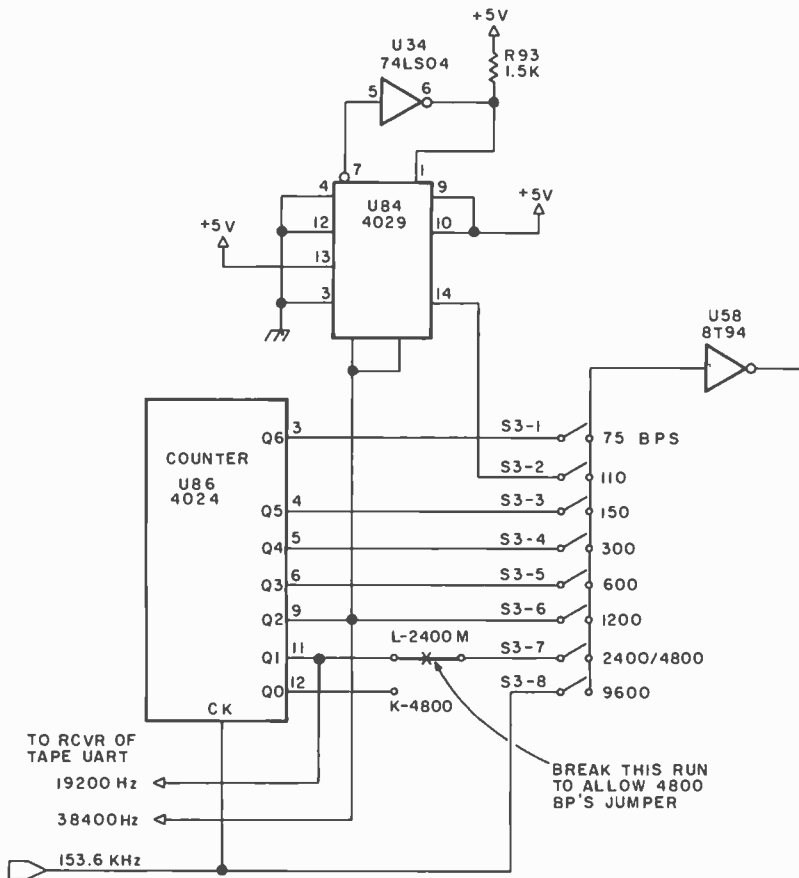 +5V
U34
74LS04
R93
1.5K
5
6
7
1
4
9
U84
4029
+5V
12
10
+5V
13
3
14
U58
8T94
COUNTER
U86
4024
Q6
3
S3-1
75 BPS
S3-2
110
Q5
4
S3-3
150
Q4
5
S3-4
300
Q3
6
S3-5
600
Q2
9
S3-6
1200
L-2400 M
Q1
11
S3-7
2400/4800
Q0
12
K-4800
S3-8
9600
CK
TO RCVR OF
TAPE UART
19200 Hz
38400 Hz
BREAK THIS RUN
TO ALLOW 4800
BP'S JUMPER
153.6 KHz